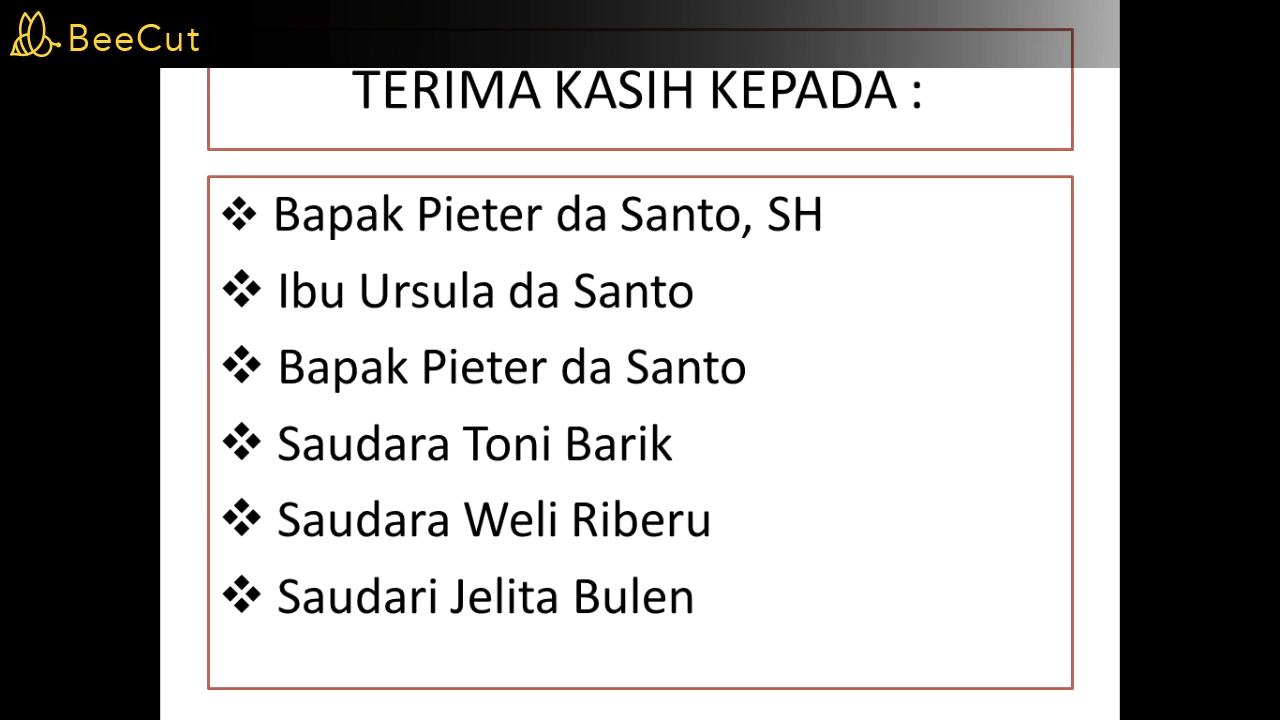 BeeCut
TERIMA KASIH KEPADA :
❖ Bapak Pieter da Santo, SH
❖ Ibu Ursula da Santo
❖ Bapak Pieter da Santo
❖ Saudara Toni Barik
❖ Saudara Weli Riberu
❖ Saudari Jelita Bulen